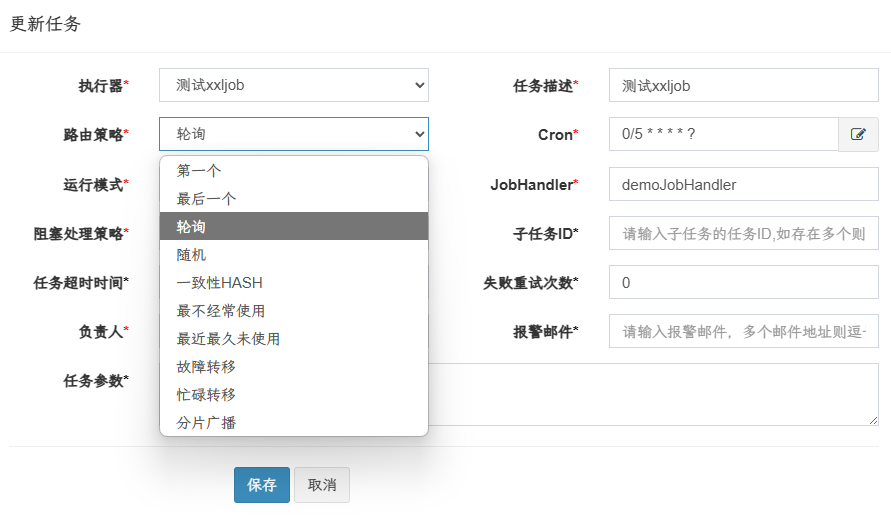 更新任务
执行器* 测试xxljob 任务描述* 测试xxljob
路由策略* 轮询 Cron* 0/5 * * * * ?
第一个
运行模式* JobHandler* demoJobHandler
最后一个
轮询
阻塞处理策略* 子任务ID* 请输入子任务的任务ID,如存在多个则
随机
一致性HASH
任务超时时间* 失败重试次数* 0
最不经常使用
负责人* 报警邮件* 请输入报警邮件，多个邮件地址则逗
最近最久未使用
故障转移
任务参数*
忙碌转移
分片广播
保存 取消